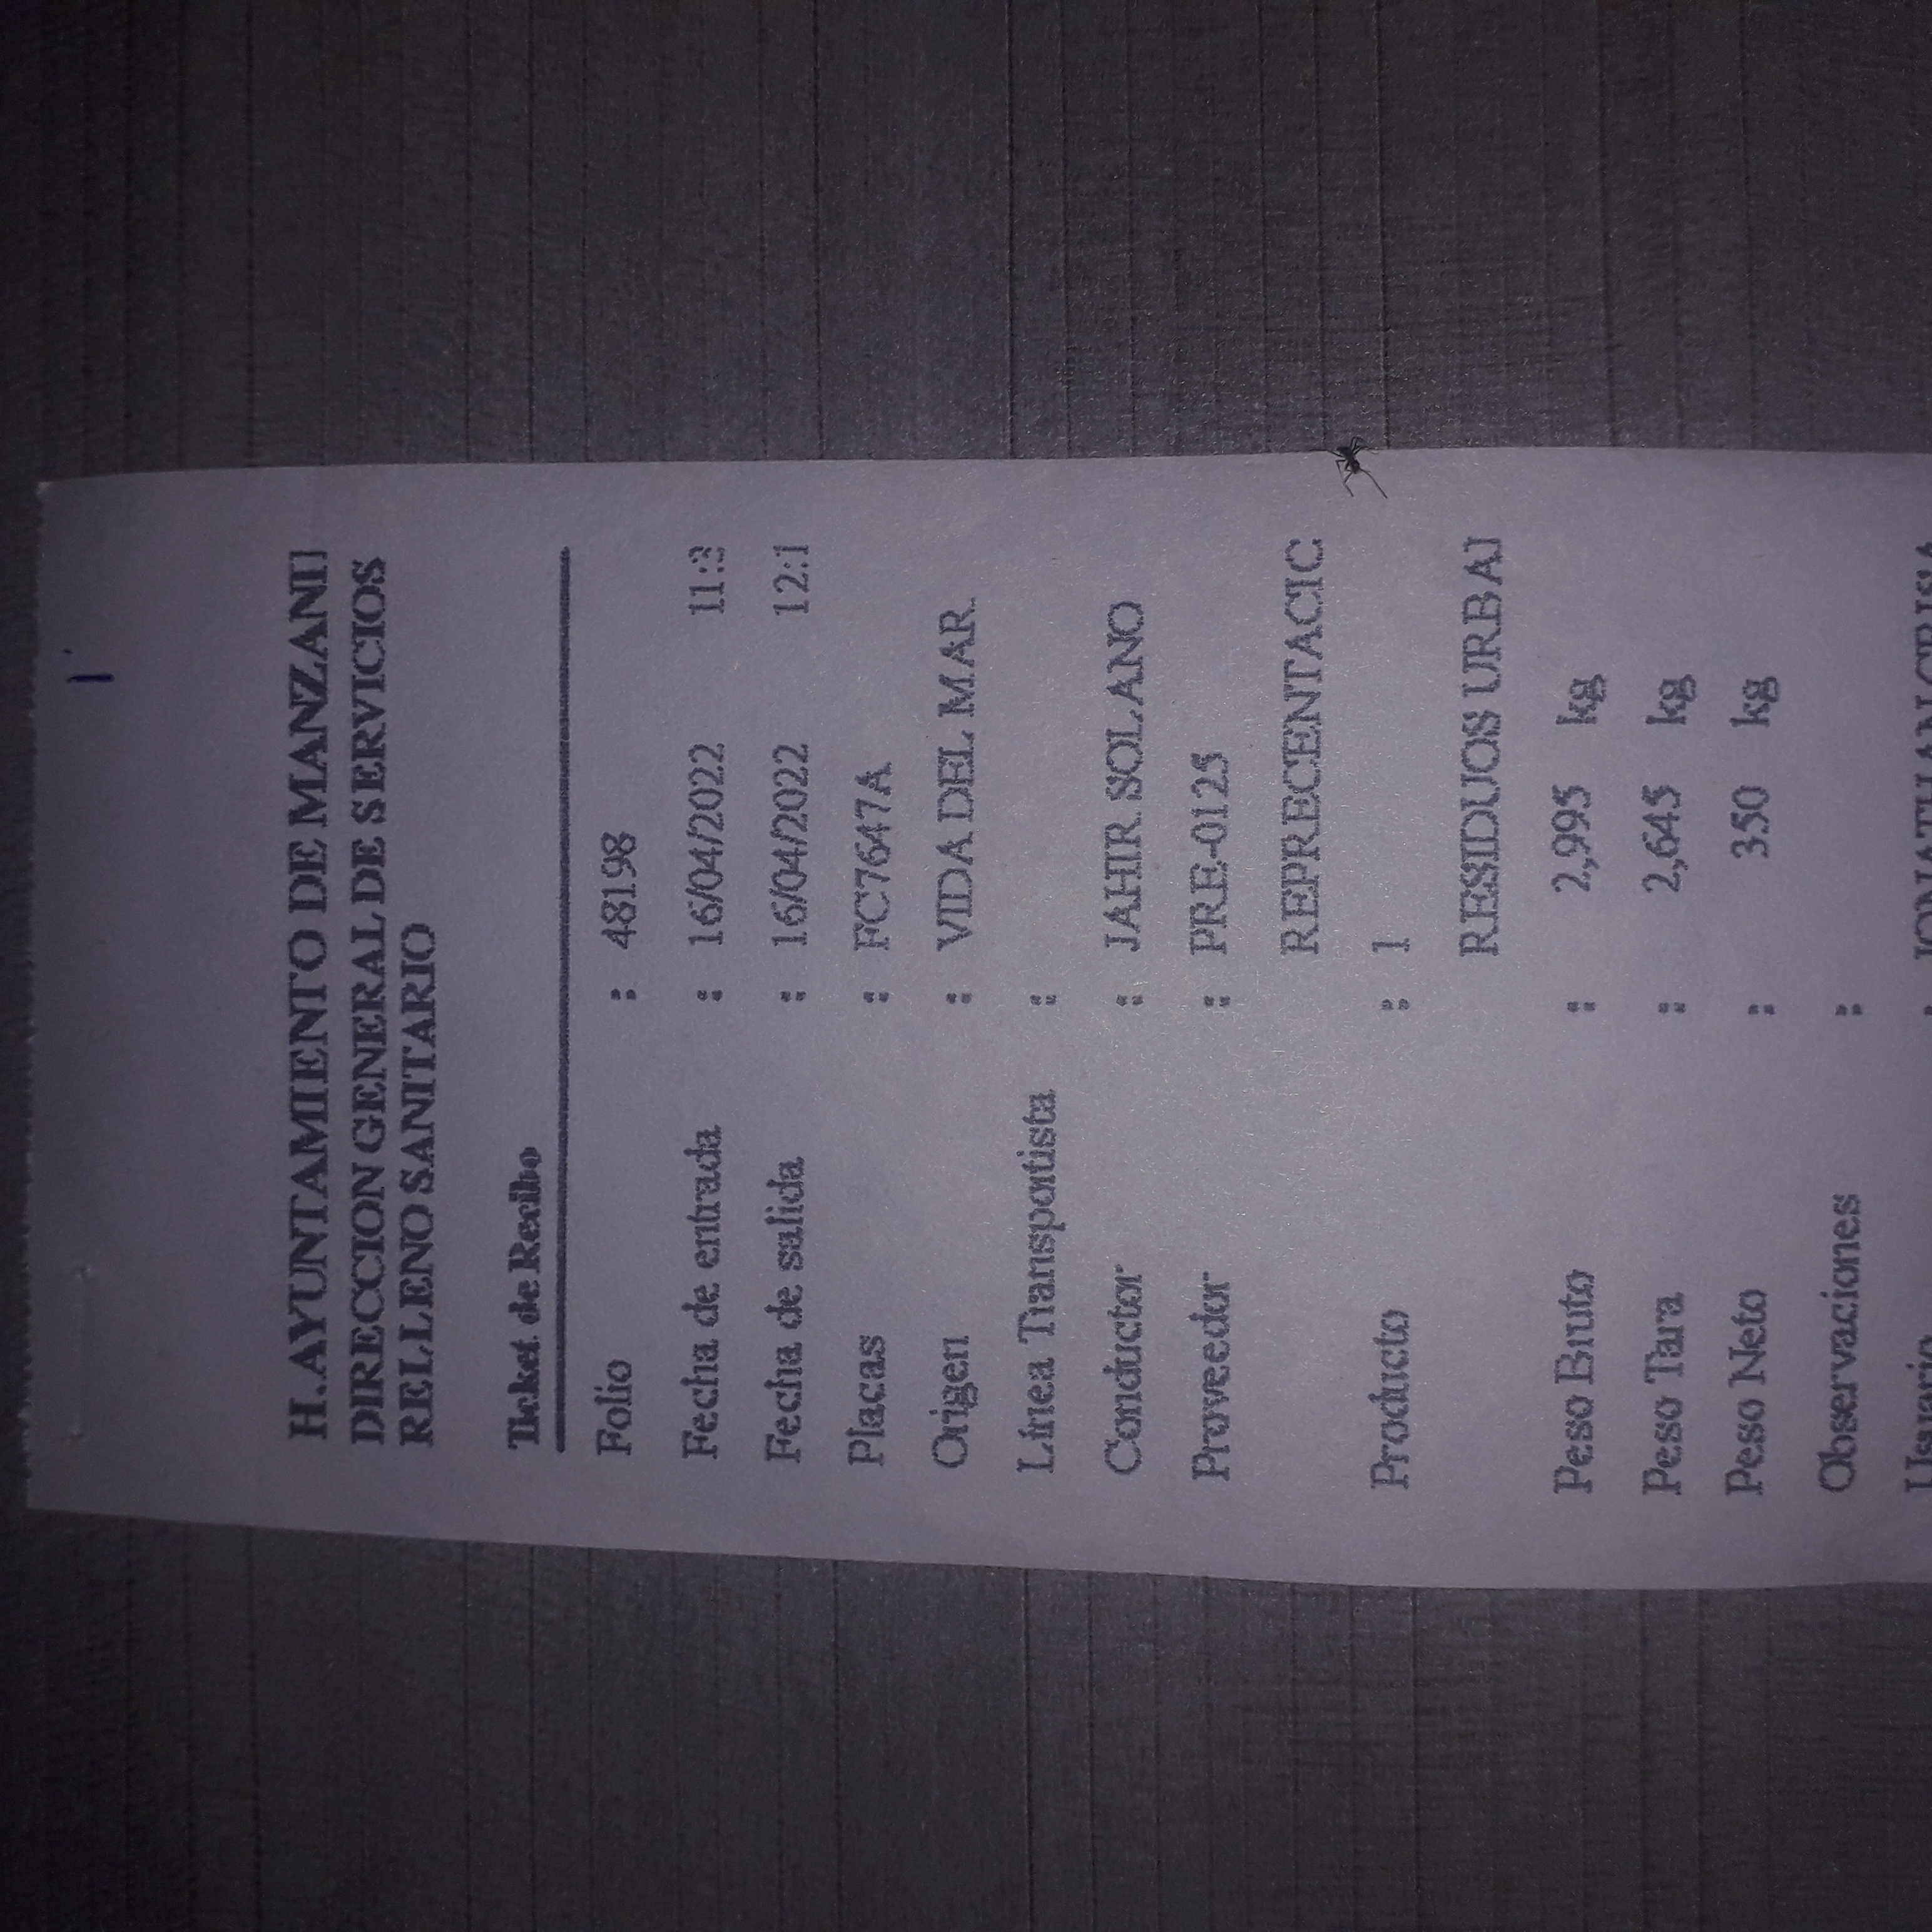 H. AYUNTAMIENTO DE MANZANI
DIRECCION GENERAL DE SERVICIOS
RELLENO SANITARIO
Ticket de Recibo
Folio : 48198
Fecha de entrada : 16/04/2022 11:3
Fecha de salida : 16/04/2022 12:1
Placas : FC7647A
Origen : VIDA DEL MAR
Línea Transportista :
Conductor : JAHIR SOLANO
Proveedor : PRE-0125
REPRECENTACIC
Producto : 1
RESIDUOS URBA
Peso Bruto : 2,995 kg
Peso Tara : 2,645 kg
Peso Neto : 350 kg
Observaciones :
Usuario : JONATHAN